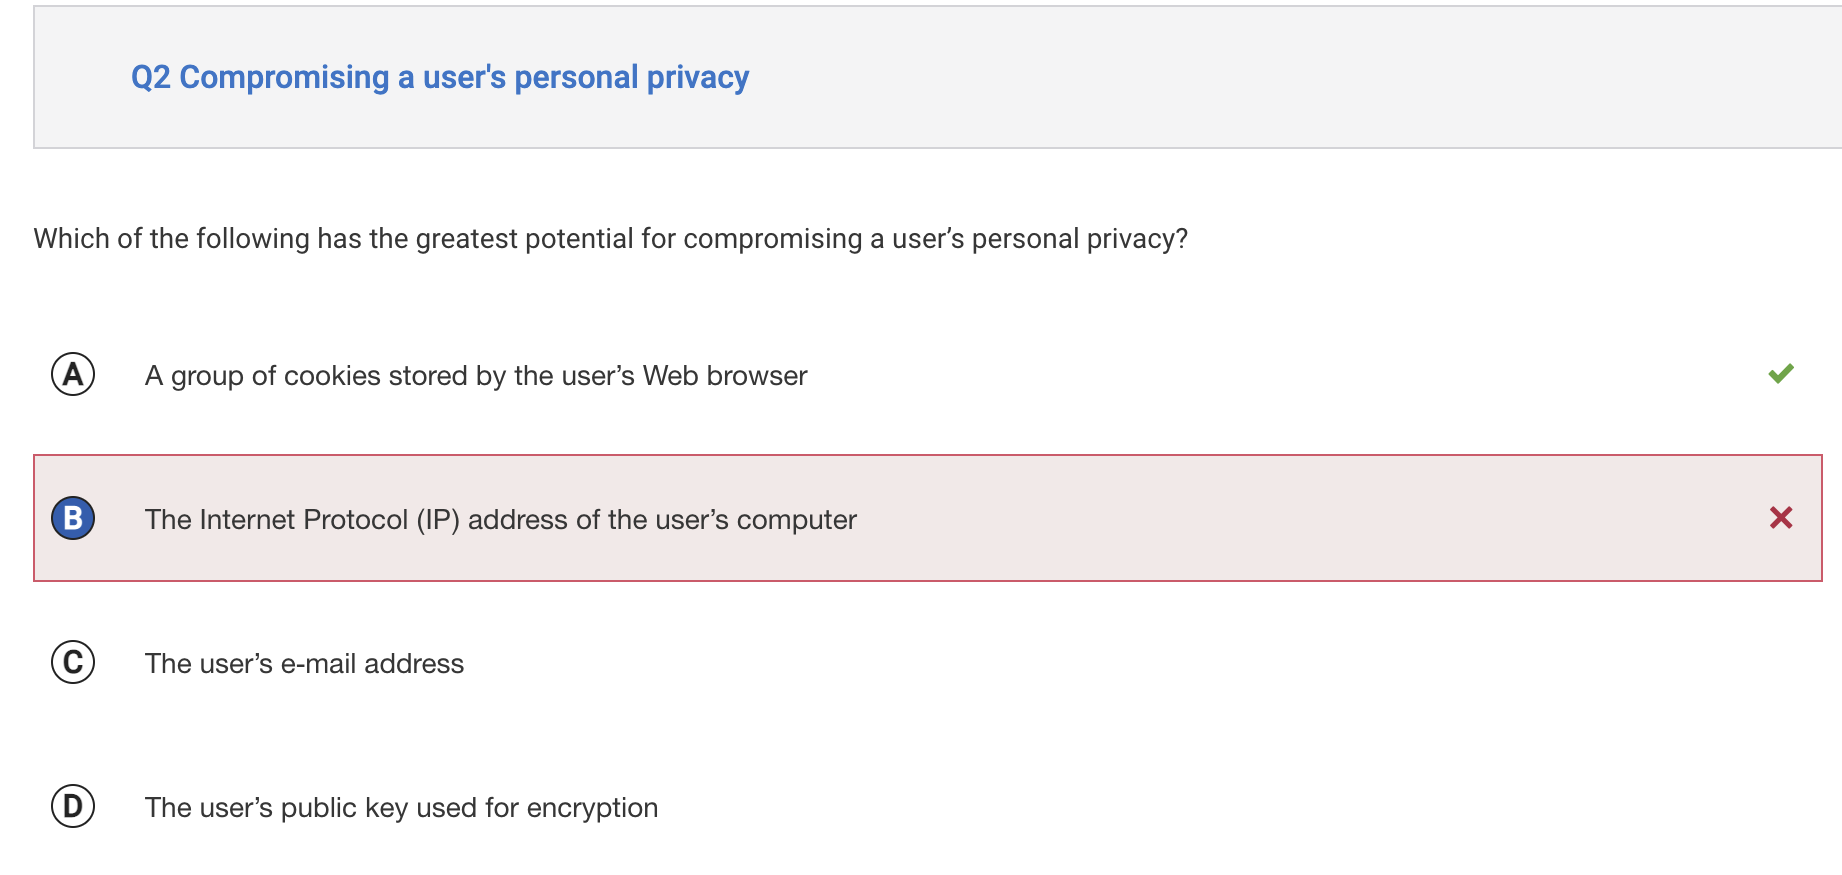 Q2 Compromising a user's personal privacy
Which of the following has the greatest potential for compromising a user’s personal privacy?
A A group of cookies stored by the user’s Web browser
B The Internet Protocol (IP) address of the user’s computer
C The user’s e-mail address
D The user’s public key used for encryption